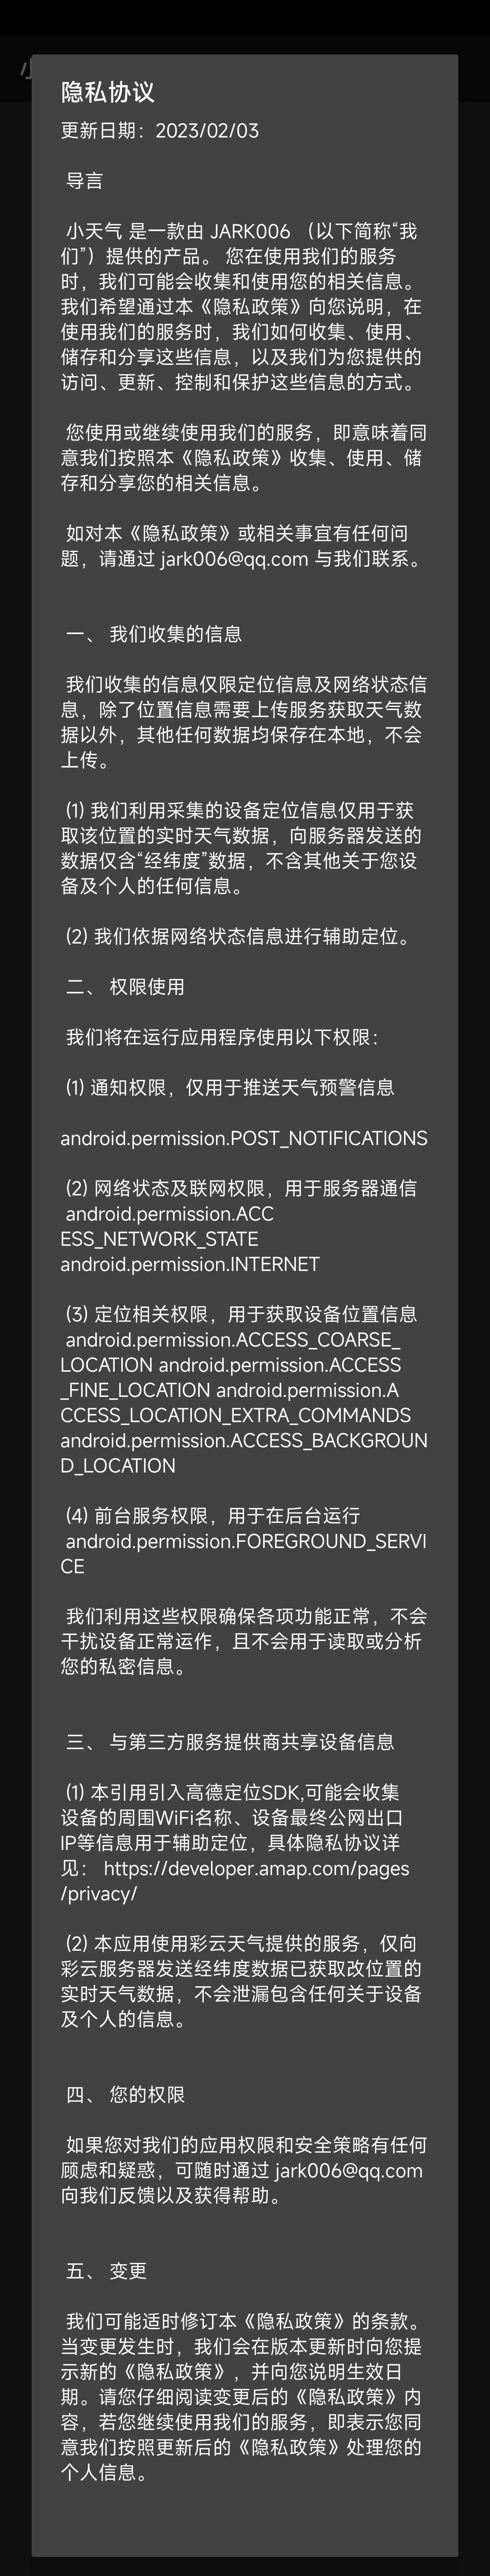 小
隐私协议
更新日期：2023/02/03
导言
小天气 是一款由 JARK006 （以下简称“我
们”）提供的产品。 您在使用我们的服务
时，我们可能会收集和使用您的相关信息。
我们希望通过本《隐私政策》向您说明，在
使用我们的服务时，我们如何收集、使用、
储存和分享这些信息，以及我们为您提供的
访问、更新、控制和保护这些信息的方式。
您使用或继续使用我们的服务，即意味着同
意我们按照本《隐私政策》收集、使用、储
存和分享您的相关信息。
如对本《隐私政策》或相关事宜有任何问
题，请通过 jark006@qq.com 与我们联系。
一、 我们收集的信息
我们收集的信息仅限定位信息及网络状态信
息，除了位置信息需要上传服务获取天气数
据以外，其他任何数据均保存在本地，不会
上传。
(1) 我们利用采集的设备定位信息仅用于获
取该位置的实时天气数据，向服务器发送的
数据仅含“经纬度”数据，不含其他关于您设
备及个人的任何信息。
(2) 我们依据网络状态信息进行辅助定位。
二、 权限使用
我们将在运行应用程序使用以下权限：
(1) 通知权限，仅用于推送天气预警信息
android.permission.POST_NOTIFICATIONS
(2) 网络状态及联网权限，用于服务器通信
android.permission.ACC
ESS_NETWORK_STATE
android.permission.INTERNET
(3) 定位相关权限，用于获取设备位置信息
android.permission.ACCESS_COARSE_
LOCATION android.permission.ACCESS
_FINE_LOCATION android.permission.A
CCESS_LOCATION_EXTRA_COMMANDS
android.permission.ACCESS_BACKGROUN
D_LOCATION
(4) 前台服务权限，用于在后台运行
android.permission.FOREGROUND_SERVI
CE
我们利用这些权限确保各项功能正常，不会
干扰设备正常运作，且不会用于读取或分析
您的私密信息。
三、 与第三方服务提供商共享设备信息
(1) 本引用引入高德定位SDK,可能会收集
设备的周围WiFi名称、设备最终公网出口
IP等信息用于辅助定位，具体隐私协议详
见： https://developer.amap.com/pages
/privacy/
(2) 本应用使用彩云天气提供的服务，仅向
彩云服务器发送经纬度数据已获取改位置的
实时天气数据，不会泄漏包含任何关于设备
及个人的信息。
四、 您的权限
如果您对我们的应用权限和安全策略有任何
顾虑和疑惑，可随时通过 jark006@qq.com
向我们反馈以及获得帮助。
五、 变更
我们可能适时修订本《隐私政策》的条款。
当变更发生时，我们会在版本更新时向您提
示新的《隐私政策》，并向您说明生效日
期。请您仔细阅读变更后的《隐私政策》内
容，若您继续使用我们的服务，即表示您同
意我们按照更新后的《隐私政策》处理您的
个人信息。